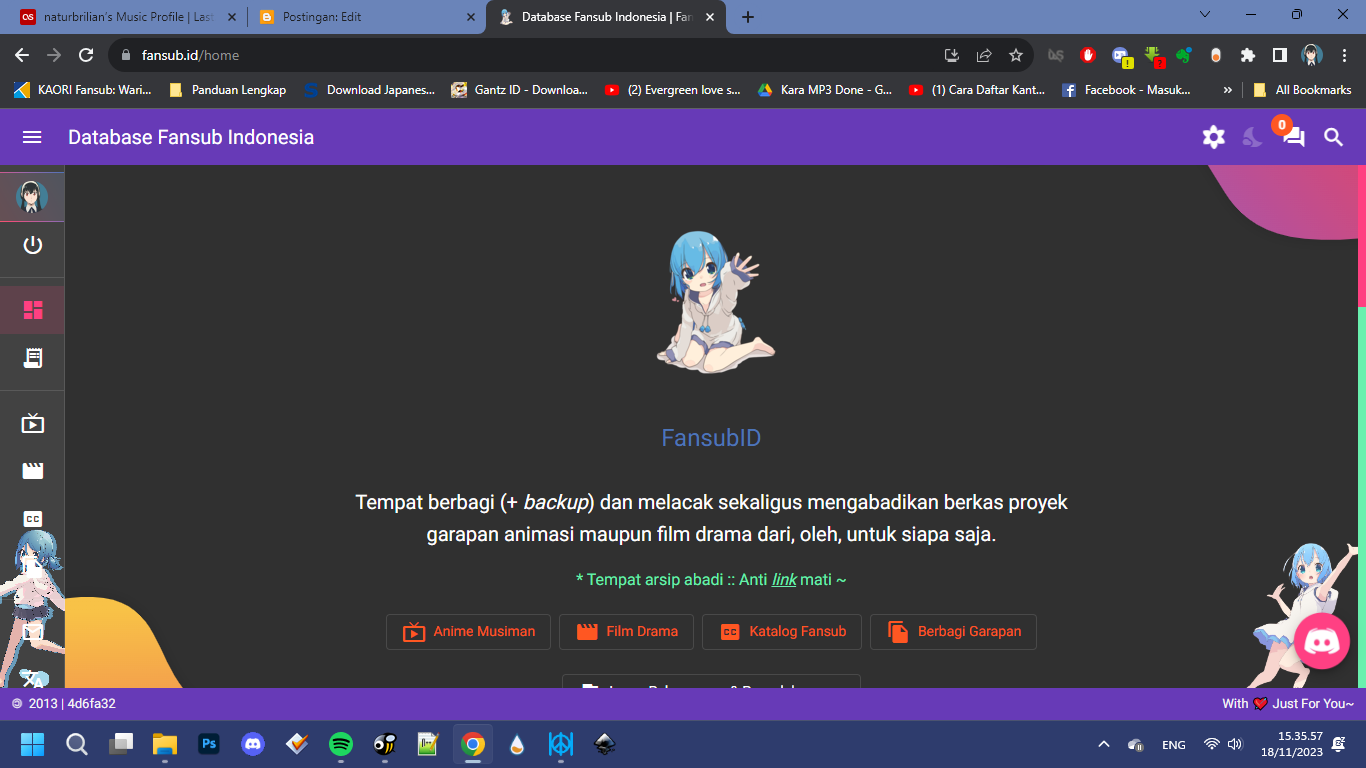 naturbrilian's Music Profile | Las
Postingan: Edit
Database Fansub Indonesia | Fan
fansub.id/home
KAORI Fansub: Wari...
Panduan Lengkap
Download Japanes...
Gantz ID - Downloa...
(2) Evergreen love s...
Kara MP3 Done - G...
(1) Cara Daftar Kant...
Facebook - Masuk...
»
All Bookmarks
Database Fansub Indonesia
0
FansubID
Tempat berbagi (+ backup) dan melacak sekaligus mengabadikan berkas proyek
garapan animasi maupun film drama dari, oleh, untuk siapa saja.
* Tempat arsip abadi :: Anti link mati ~
Anime Musiman
Film Drama
CC
Katalog Fansub
Berbagi Garapan
CC
2013 | 4d6fa32
With
Just For You~
Ps
ENG
15.35.57
18/11/2023